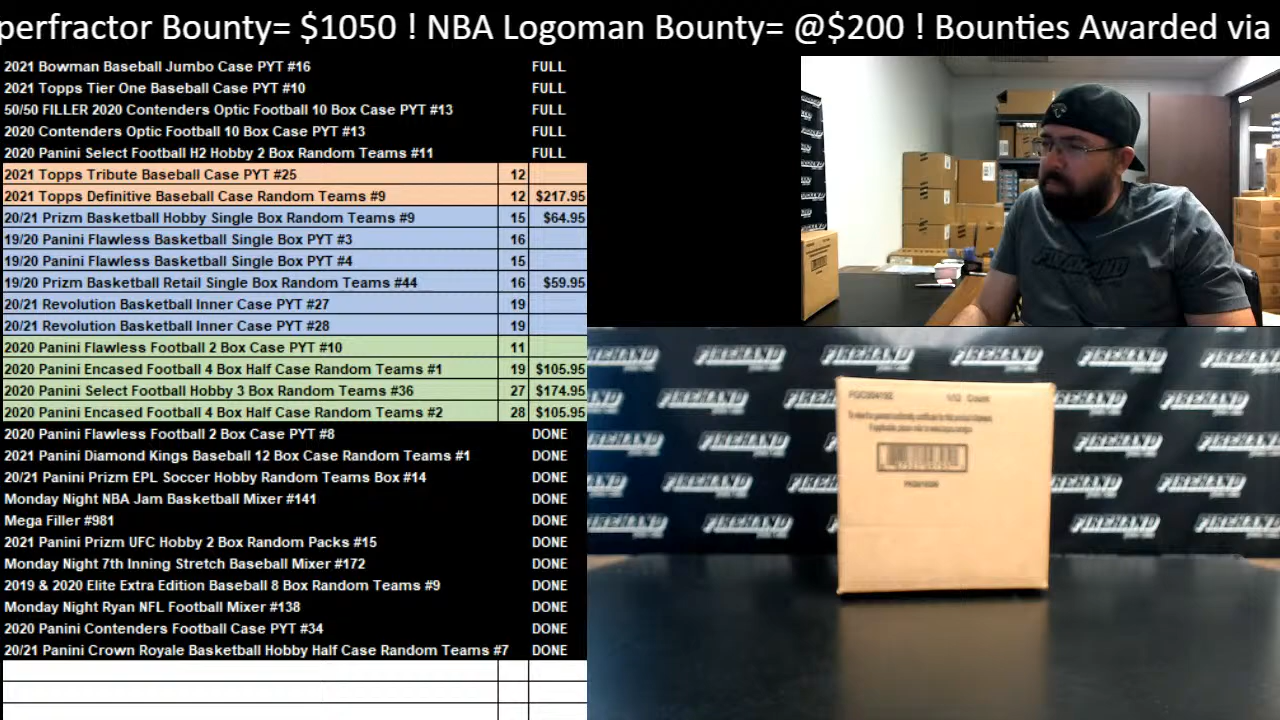 perfractor Bounty= $1050 ! NBA Logoman Bounty= @$200 ! Bounties Awarded via
2021 Bowman Baseball Jumbo Case PYT #16 FULL
2021 Topps Tier One Baseball Case PYT #10 FULL
50/50 FILLER 2020 Contenders Optic Football 10 Box Case PYT #13 FULL
2020 Contenders Optic Football 10 Box Case PYT #13 FULL
2020 Panini Select Football H2 Hobby 2 Box Random Teams #11 FULL
2021 Topps Tribute Baseball Case PYT #25 12
2021 Topps Definitive Baseball Case Random Teams #9 12 $217.95
20/21 Prizm Basketball Hobby Single Box Random Teams #9 15 $64.95
19/20 Panini Flawless Basketball Single Box PYT #3 16
19/20 Panini Flawless Basketball Single Box PYT #4 15
19/20 Prizm Basketball Retail Single Box Random Teams #44 16 $59.95
20/21 Revolution Basketball Inner Case PYT #27 19
20/21 Revolution Basketball Inner Case PYT #28 19
2020 Panini Flawless Football 2 Box Case PYT #10 11
2020 Panini Encased Football 4 Box Half Case Random Teams #1 19 $105.95
2020 Panini Select Football Hobby 3 Box Random Teams #36 27 $174.95
2020 Panini Encased Football 4 Box Half Case Random Teams #2 28 $105.95
2020 Panini Flawless Football 2 Box Case PYT #8 DONE
2021 Panini Diamond Kings Baseball 12 Box Case Random Teams #1 DONE
20/21 Panini Prizm EPL Soccer Hobby Random Teams Box #14 DONE
Monday Night NBA Jam Basketball Mixer #141 DONE
Mega Filler #981 DONE
2021 Panini Prizm UFC Hobby 2 Box Random Packs #15 DONE
Monday Night 7th Inning Stretch Baseball Mixer #172 DONE
2019 & 2020 Elite Extra Edition Baseball 8 Box Random Teams #9 DONE
Monday Night Ryan NFL Football Mixer #138 DONE
2020 Panini Contenders Football Case PYT #34 DONE
20/21 Panini Crown Royale Basketball Hobby Half Case Random Teams #7 DONE
FIREHAND
Count